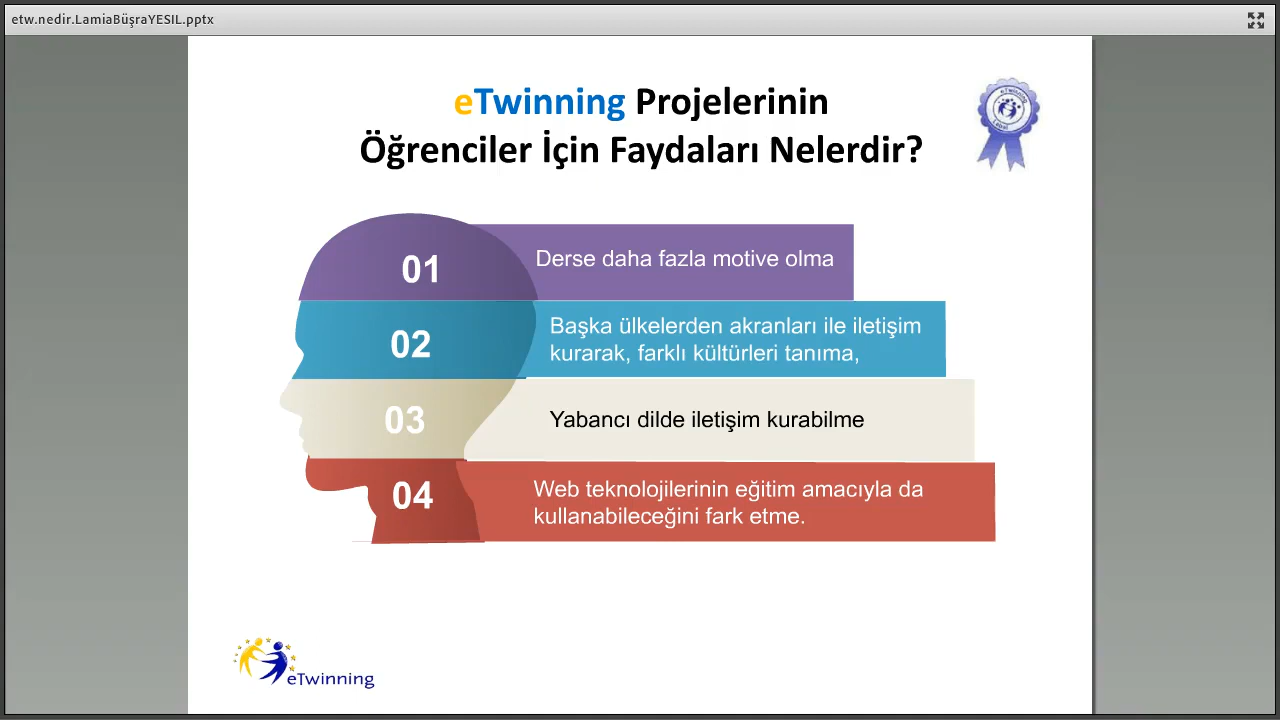 etw.nedir.LamiaBüşraYESIL.pptx
eTwinning Projelerinin
Öğrenciler İçin Faydaları Nelerdir?
eTwinning
Label
01
Derse daha fazla motive olma
02
Başka ülkelerden akranları ile iletişim
kurarak, farklı kültürleri tanıma,
03
Yabancı dilde iletişim kurabilme
04
Web teknolojilerinin eğitim amacıyla da
kullanabileceğini fark etme.
eTwinning